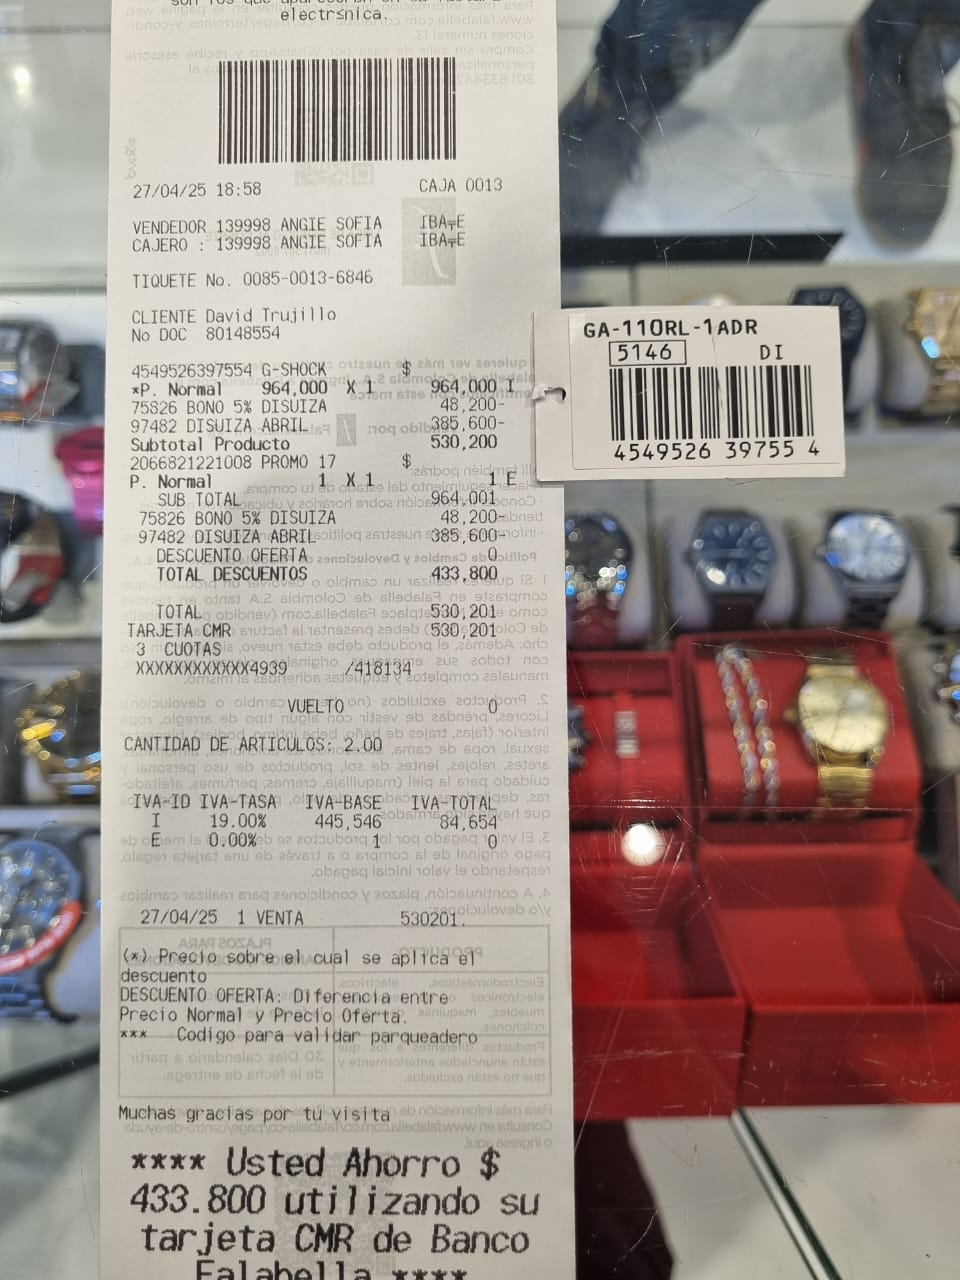 electrsnica.
27/04/25 18:58 CAJA 0013
VENDEDOR 139998 ANGIE SOFIA IBA╤E
CAJERO : 139998 ANGIE SOFIA IBA╤E
TIQUETE No. 0085-0013-6846
CLIENTE David Trujillo
No DOC 80148554
4549526397554 G-SHOCK $
*P. Normal 964,000 X 1 964,000 I
75826 BONO 5% DISUIZA 48,200-
97482 DISUIZA ABRIL 385,600-
Subtotal Producto 530,200
2066821221008 PROMO 17 $
P. Normal 1 X 1 1 E
SUB TOTAL 964,001
75826 BONO 5% DISUIZA 48,200-
97482 DISUIZA ABRIL 385,600-
DESCUENTO OFERTA 0
TOTAL DESCUENTOS 433,800
TOTAL 530,201
TARJETA CMR 530,201
3 CUOTAS
XXXXXXXXXXXX4939 /418134
VUELTO 0
CANTIDAD DE ARTICULOS: 2.00
IVA-ID IVA-TASA IVA-BASE IVA-TOTAL
I 19.00% 445,546 84,654
E 0.00% 1 0
27/04/25 1 VENTA 530201.
(*) Precio sobre el cual se aplica el
descuento
DESCUENTO OFERTA: Diferencia entre
Precio Normal y Precio Oferta.
*** Codigo para validar parqueadero
Muchas gracias por tu visita
**** Usted Ahorro $
433.800 utilizando su
tarjeta CMR de Banco
Falabella ****
GA-110RL-1ADR
5146 DI
4549526 39755 4